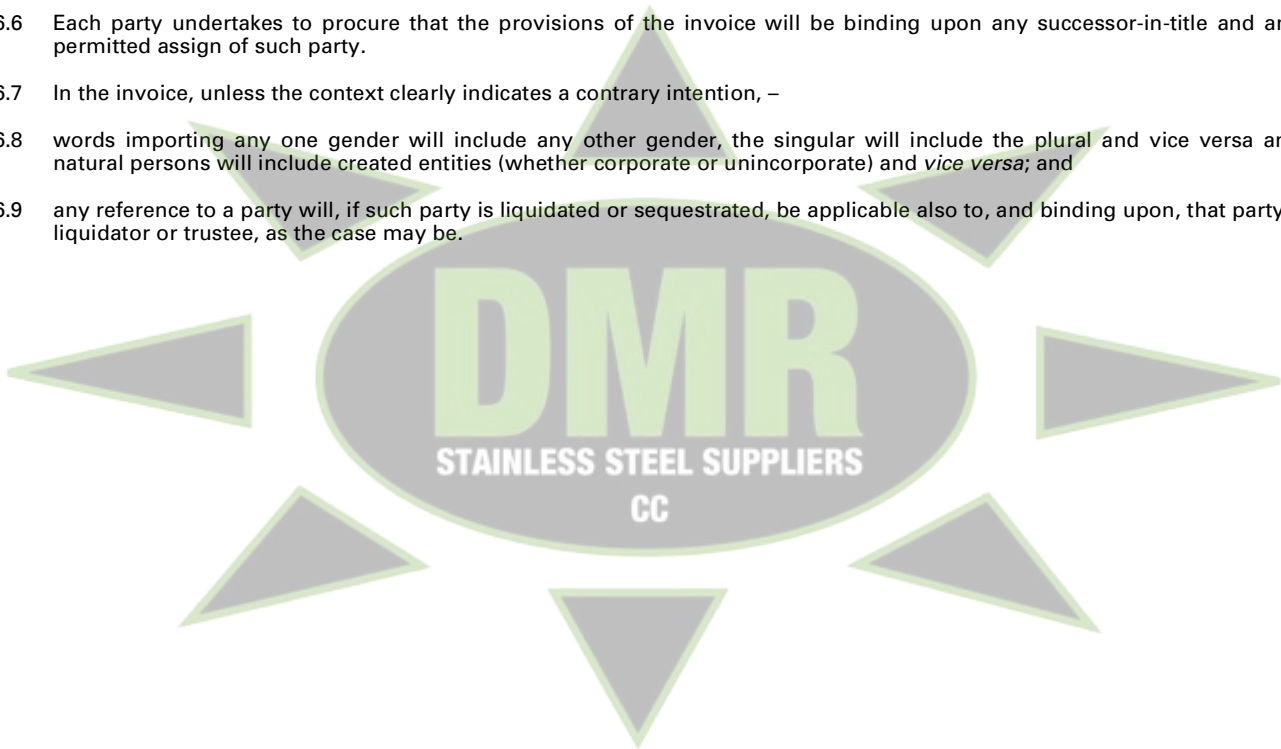 6.6 Each party undertakes to procure that the provisions of the invoice will be binding upon any successor-in-title and
permitted assign of such party.
6.7 In the invoice, unless the context clearly indicates a contrary intention, –
6.8 words importing any one gender will include any other gender, the singular will include the plural and vice versa
natural persons will include created entities (whether corporate or unincorporate) and vice versa; and
6.9 any reference to a party will, if such party is liquidated or sequestrated, be applicable also to, and binding upon, that party
liquidator or trustee, as the case may be.
DMR
STAINLESS STEEL SUPPLIERS
CC